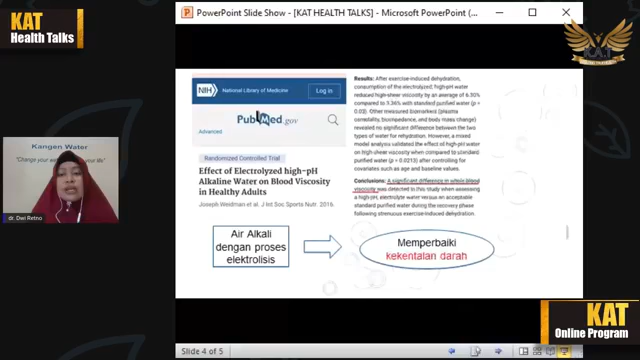 KAT
Health Talks
PowerPoint Slide Show - [KAT HEALTH TALKS] - Microsoft PowerPoint (...
Kangen Water
"Change your
your life"
dr. Dwi Retno
NIH
National Library of Medicine
Log in
PubMed.gov
Advanced
Randomized Controlled Trial
Effect of Electrolyzed high-pH
Alkaline Water on Blood Viscosity
in Healthy Adults
Joseph Weidman et al. J Int Soc Sports Nutr. 2016.
Results: After exercise-induced dehydration,
consumption of the electrolyzed, high-pH water
reduced high-shear viscosity by an average of 6.30%
compared to 3.36% with standard purified water (p =
0.03). Other measured biomarkers (plasma
osmolality, bioimpedance, and body mass change)
revealed no significant difference between the two
types of water for rehydration. However, a mixed
model analysis validated the effect of high-pH water
on high-shear viscosity when compared to standard
purified water (p = 0.0213) after controlling for
covariates such as age and baseline values.
Conclusions: A significant difference in whole blood
viscosity was detected in this study when assessing
a high-pH, electrolyte water versus an acceptable
standard purified water during the recovery phase
following strenuous exercise-induced dehydration.
Air Alkali
dengan proses
elektrolisis
Memperbaiki
kekentalan darah
KAT
Online Program
Slide 4 of 5